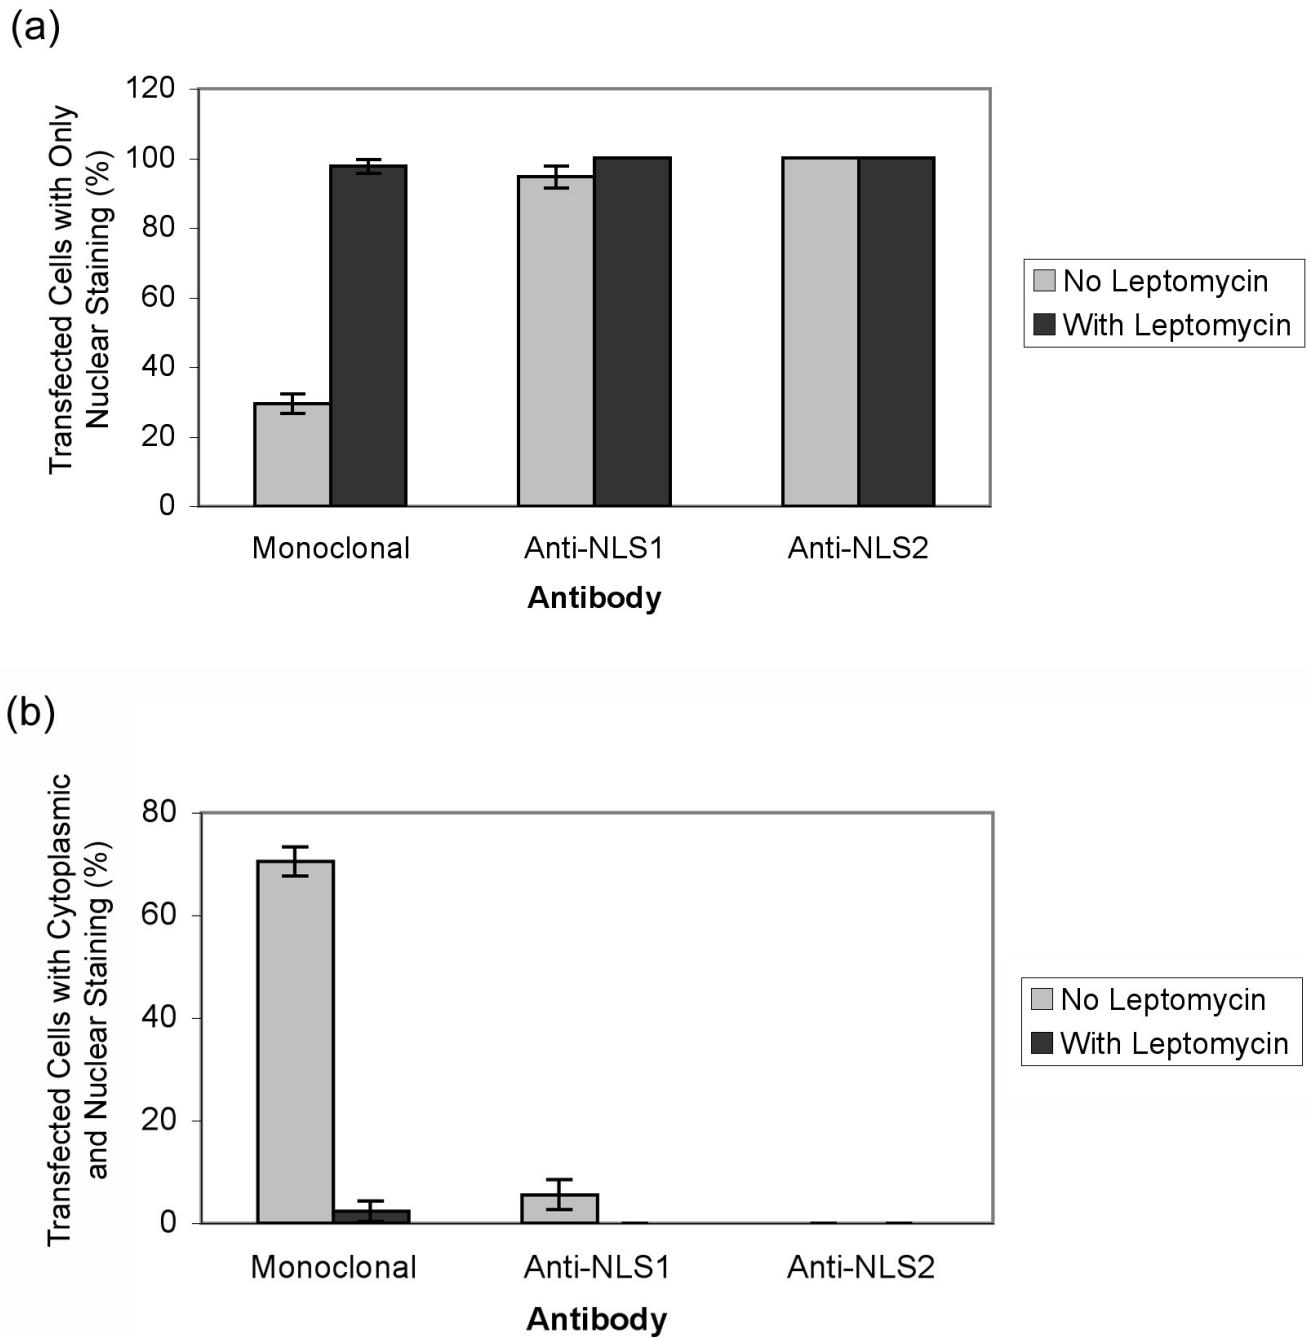 (a)
Transfected Cells with Only
Nuclear Staining (%)
120
100
80
60
40
20
0
Monoclonal
Anti-NLS1
Anti-NLS2
Antibody
No Leptomycin
With Leptomycin
(b)
Transfected Cells with Cytoplasmic
and Nuclear Staining (%)
80
60
40
20
0
Monoclonal
Anti-NLS1
Anti-NLS2
Antibody
No Leptomycin
With Leptomycin